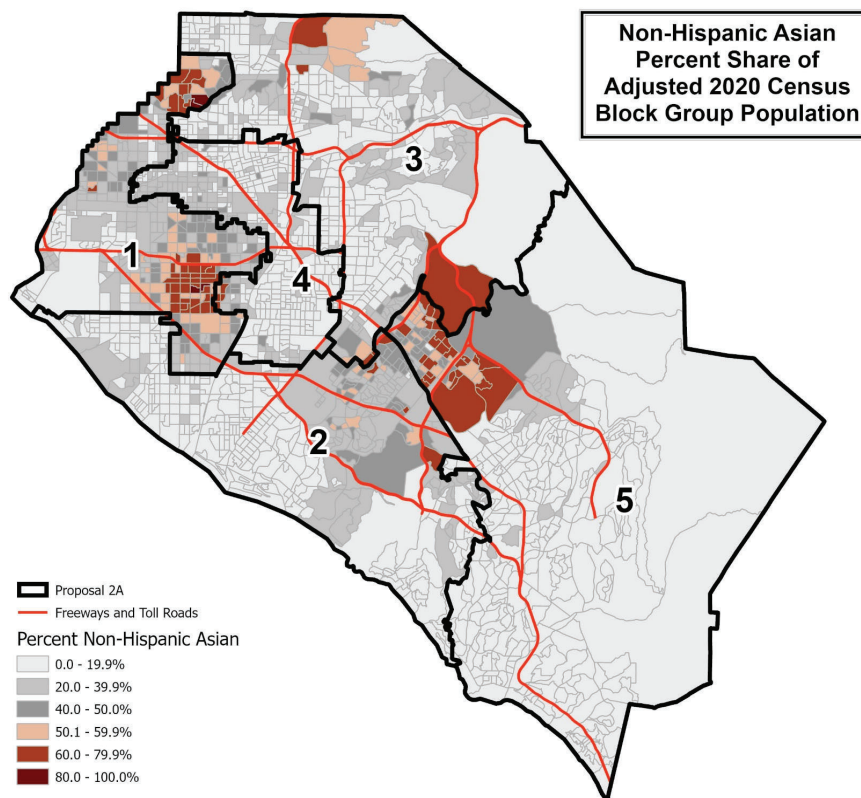 Non-Hispanic Asian
Percent Share of
Adjusted 2020 Census
Block Group Population
3
1
4
2
5
Proposal 2A
Freeways and Toll Roads
Percent Non-Hispanic Asian
0.0 - 19.9%
20.0 - 39.9%
40.0 - 50.0%
50.1 - 59.9%
60.0 - 79.9%
80.0 - 100.0%